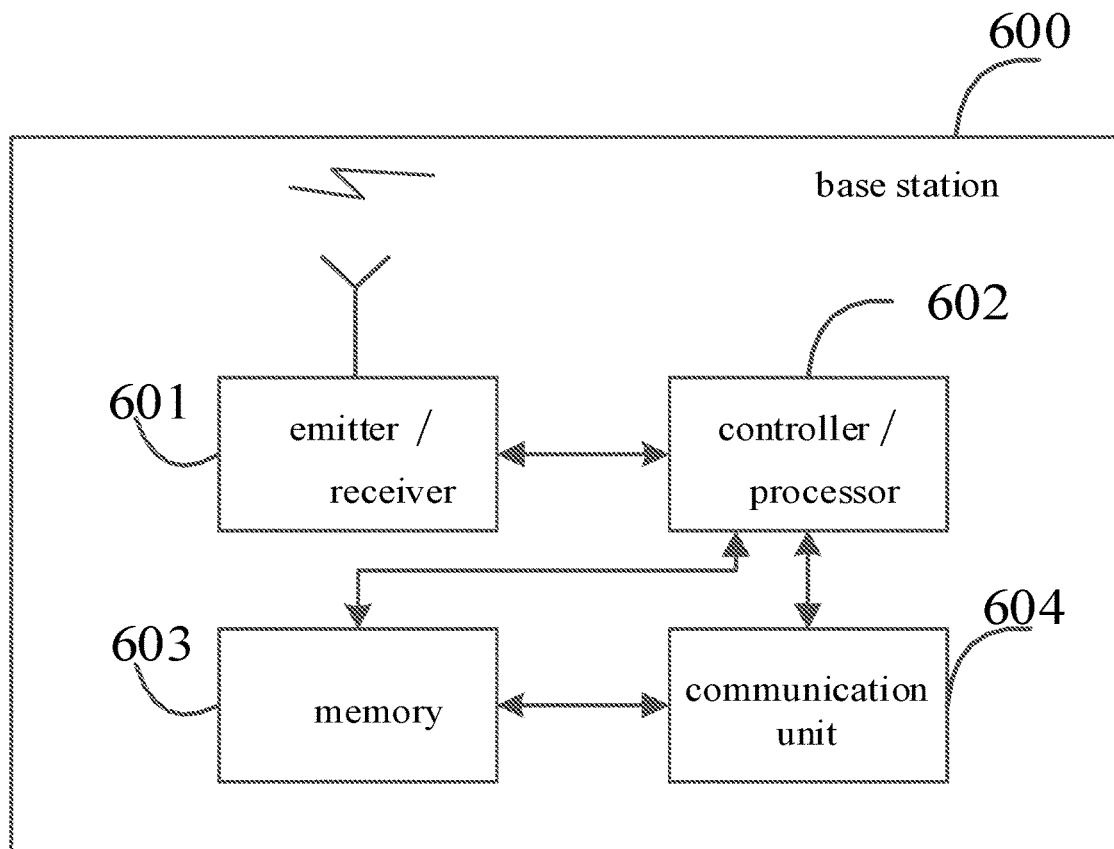 600
base station
602
601
emitter /
receiver
controller /
processor
603
604
memory
communication
unit